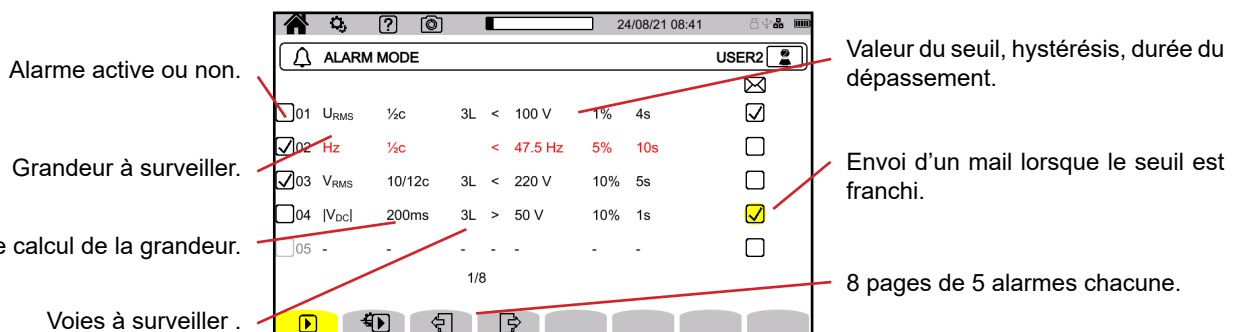 24/08/21 08:41
ALARM MODE
USER2
01 URMS ½c 3L < 100 V 1% 4s
02 Hz ½c < 47.5 Hz 5% 10s
03 VRMS 10/12c 3L < 220 V 10% 5s
04 |VDC| 200ms 3L > 50 V 10% 1s
05 - - - - - - -
1/8
Alarme active ou non.
Grandeur à surveiller.
calcul de la grandeur.
Voies à surveiller .
Valeur du seuil, hystérésis, durée du
dépassement.
Envoi d'un mail lorsque le seuil est
franchi.
8 pages de 5 alarmes chacune.